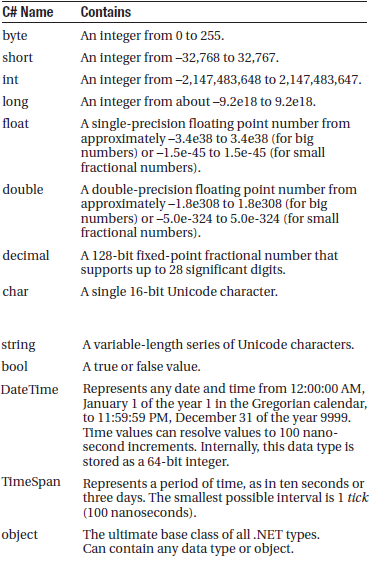 C# Name Contains
byte An integer from 0 to 255.
short An integer from –32,768 to 32,767.
int An integer from –2,147,483,648 to 2,147,483,647.
long An integer from about –9.2e18 to 9.2e18.
float A single-precision floating point number from
approximately –3.4e38 to 3.4e38 (for big
numbers) or –1.5e-45 to 1.5e-45 (for small
fractional numbers).
double A double-precision floating point number from
approximately –1.8e308 to 1.8e308 (for big
numbers) or –5.0e-324 to 5.0e-324 (for small
fractional numbers).
decimal A 128-bit fixed-point fractional number that
supports up to 28 significant digits.
char A single 16-bit Unicode character.
string A variable-length series of Unicode characters.
bool A true or false value.
DateTime Represents any date and time from 12:00:00 AM,
January 1 of the year 1 in the Gregorian calendar,
to 11:59:59 PM, December 31 of the year 9999.
Time values can resolve values to 100 nano-
second increments. Internally, this data type is
stored as a 64-bit integer.
TimeSpan Represents a period of time, as in ten seconds or
three days. The smallest possible interval is 1 tick
(100 nanoseconds).
object The ultimate base class of all .NET types.
Can contain any data type or object.